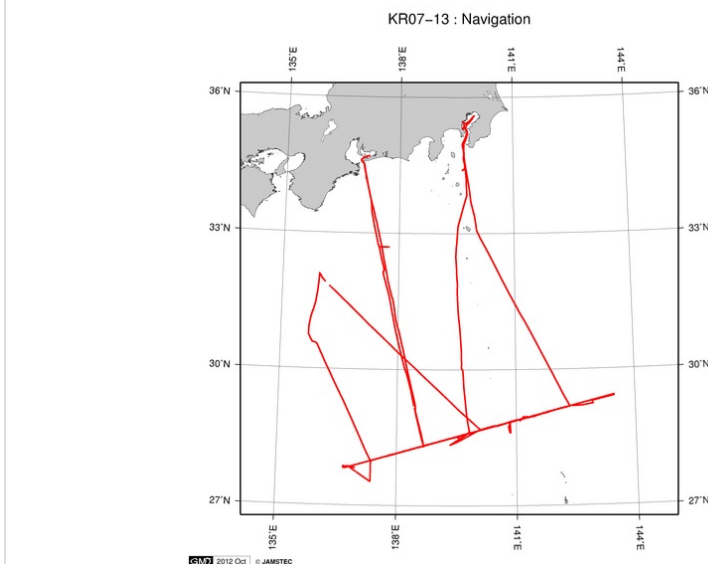 KR07−13 : Navigation
135˚E 138˚E 141˚E 144˚E
36˚N 36˚N
33˚N 33˚N
30˚N 30˚N
27˚N 27˚N
135˚E 138˚E 141˚E 144˚E
GMD 2012 Oct © JAMSTEC